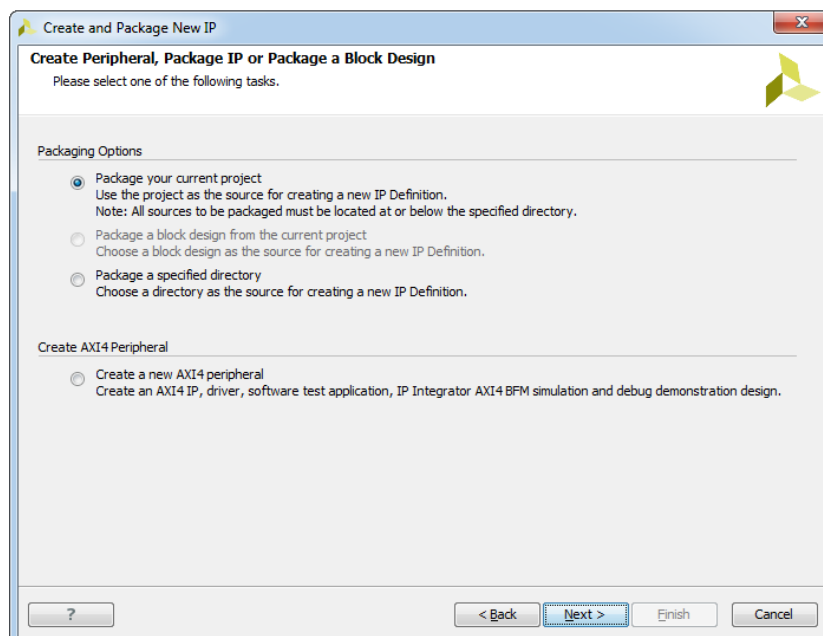 Create and Package New IP
Create Peripheral, Package IP or Package a Block Design
Please select one of the following tasks.
Packaging Options
Package your current project
Use the project as the source for creating a new IP Definition.
Note: All sources to be packaged must be located at or below the specified directory.
Package a block design from the current project
Choose a block design as the source for creating a new IP Definition.
Package a specified directory
Choose a directory as the source for creating a new IP Definition.
Create AXI4 Peripheral
Create a new AXI4 peripheral
Create an AXI4 IP, driver, software test application, IP Integrator AXI4 BFM simulation and debug demonstration design.
? < Back Next > Finish Cancel